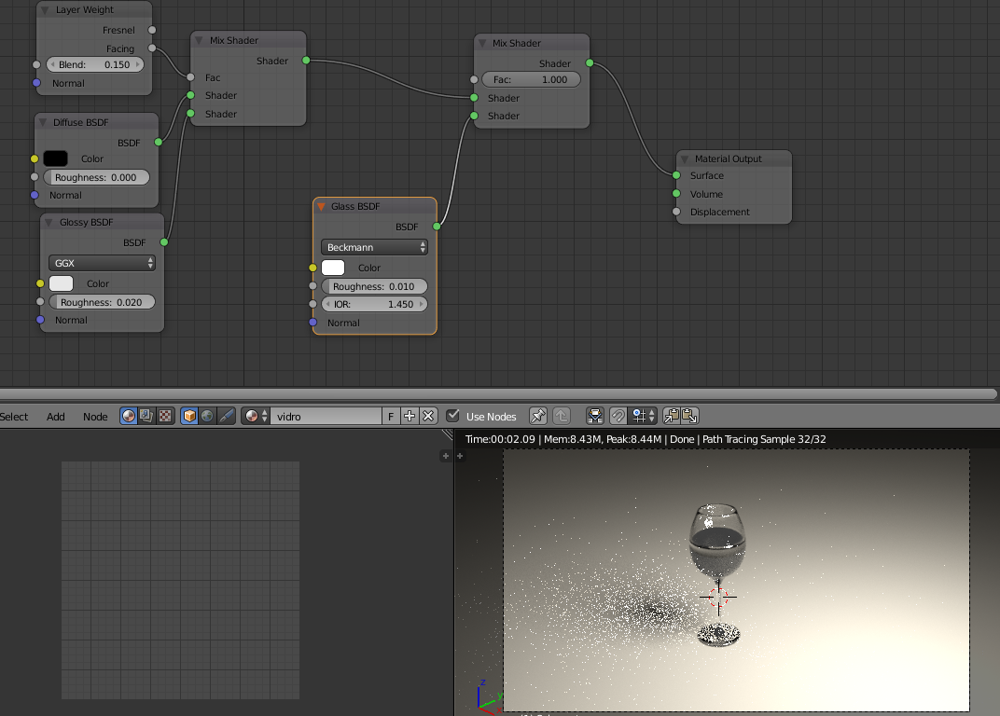 Layer Weight
Fresnel
Facing
Blend: 0.150
Normal
Mix Shader
Shader
Fac
Shader
Shader
Mix Shader
Shader
Fac: 1.000
Shader
Shader
Diffuse BSDF
BSDF
Color
Roughness: 0.000
Normal
Material Output
Surface
Volume
Displacement
Glossy BSDF
BSDF
GGX
Color
Roughness: 0.020
Normal
Glass BSDF
BSDF
Beckmann
Color
Roughness: 0.010
IOR: 1.450
Normal
Select Add Node vidro F Use Nodes
Time:00:02.09 | Mem:8.43M, Peak:8.44M | Done | Path Tracing Sample 32/32
z
y